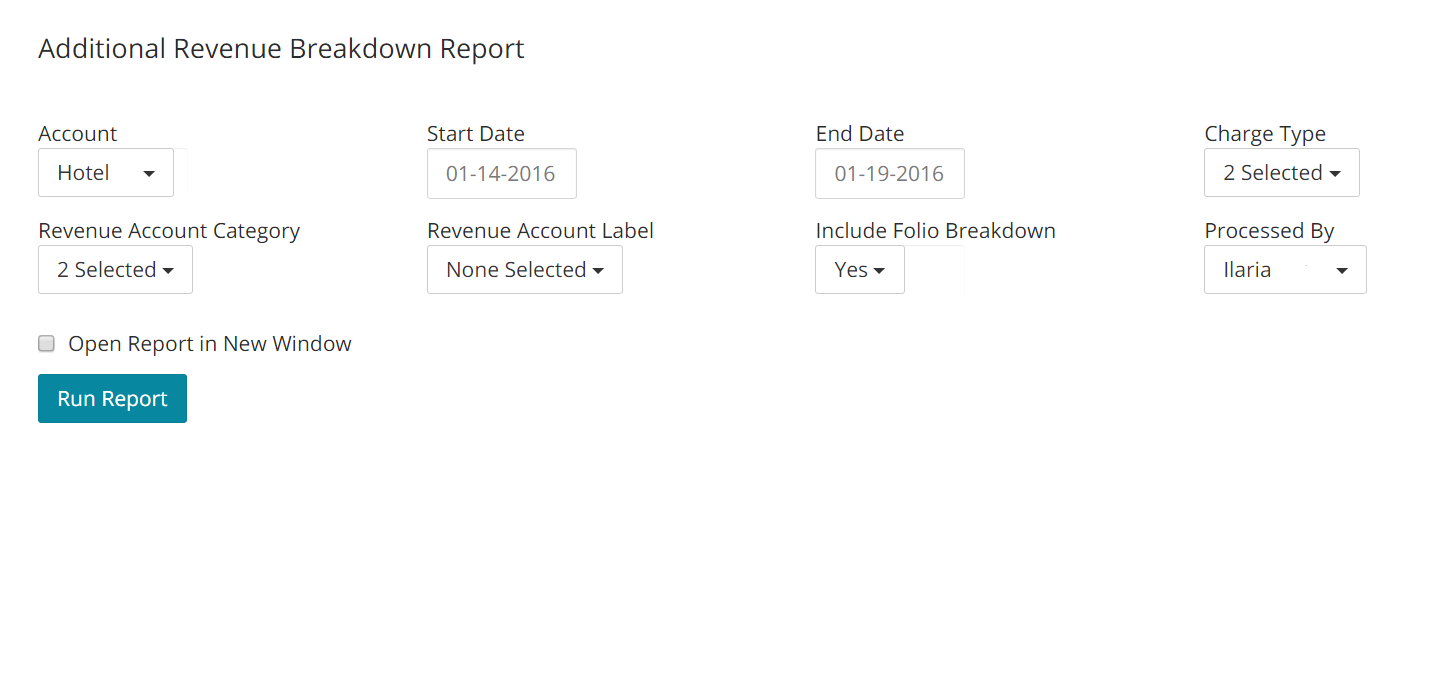 Additional Revenue Breakdown Report
Account Start Date End Date Charge Type
Hotel 01-14-2016 01-19-2016 2 Selected
Revenue Account Category Revenue Account Label Include Folio Breakdown Processed By
2 Selected None Selected Yes Ilaria
Open Report in New Window
Run Report